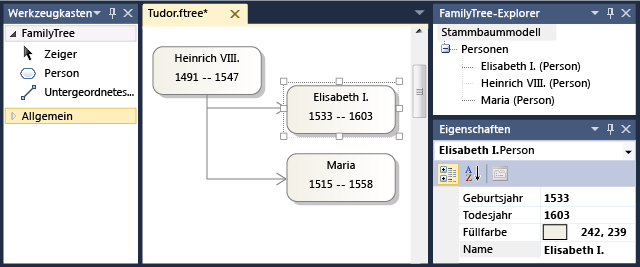 Werkzeugkasten
FamilyTree
Zeiger
Person
Untergeordnetes...
Allgemein
Tudor.ftree*
Heinrich VIII.
1491 -- 1547
Elisabeth I.
1533 -- 1603
Maria
1515 -- 1558
FamilyTree-Explorer
Stammbaummodell
Personen
Elisabeth I. (Person)
Heinrich VIII. (Person)
Maria (Person)
Eigenschaften
Elisabeth I.Person
Geburtsjahr 1533
Todesjahr 1603
Füllfarbe 242, 239
Name Elisabeth I.